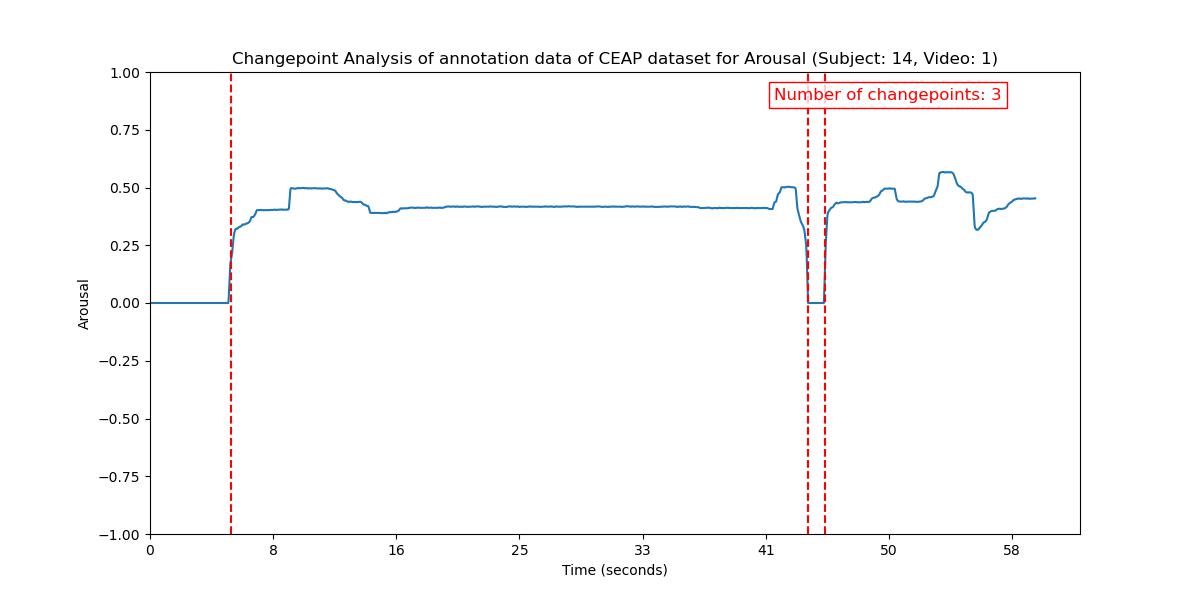 Changepoint Analysis of annotation data of CEAP dataset for Arousal (Subject: 14, Video: 1)
Number of changepoints: 3
1.00
0.75
0.50
0.25
0.00
−0.25
−0.50
−0.75
−1.00
Arousal
0 8 16 25 33 41 50 58
Time (seconds)